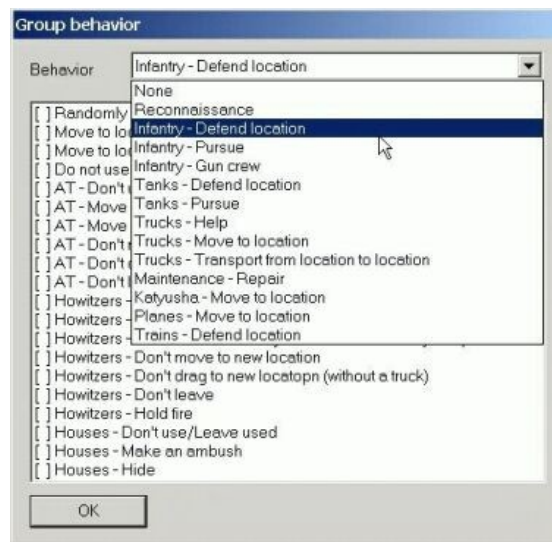 Group behavior
Behavior
Infantry - Defend location
None
Reconnaissance
Infantry - Defend location
Infantry - Pursue
Infantry - Gun crew
Tanks - Defend location
Tanks - Pursue
Trucks - Help
Trucks - Move to location
Trucks - Transport from location to location
Maintenance - Repair
Katyusha - Move to location
Planes - Move to location
Trains - Defend location
[ ] Randomly
[ ] Move to
[ ] Move to
[ ] Do not use
[ ] AT - Don't
[ ] AT - Move
[ ] AT - Move
[ ] AT - Don't
[ ] AT - Don't
[ ] AT - Don't
[ ] Howitzers -
[ ] Howitzers -
[ ] Howitzers -
[ ] Howitzers - Don't move to new location
[ ] Howitzers - Don't drag to new locatopn (without a truck)
[ ] Howitzers - Don't leave
[ ] Howitzers - Hold fire
[ ] Houses - Don't use/Leave used
[ ] Houses - Make an ambush
[ ] Houses - Hide
OK